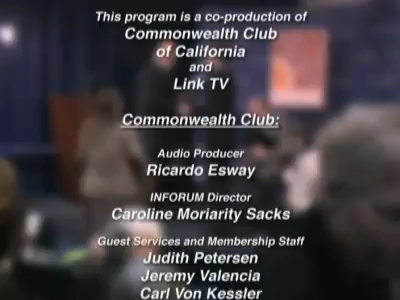 This program is a co-production of
Commonwealth Club
of California
and
Link TV
Commonwealth Club:
Audio Producer
Ricardo Esway
INFORUM Director
Caroline Moriarity Sacks
Guest Services and Membership Staff
Judith Petersen
Jeremy Valencia
Carl Von Kessler